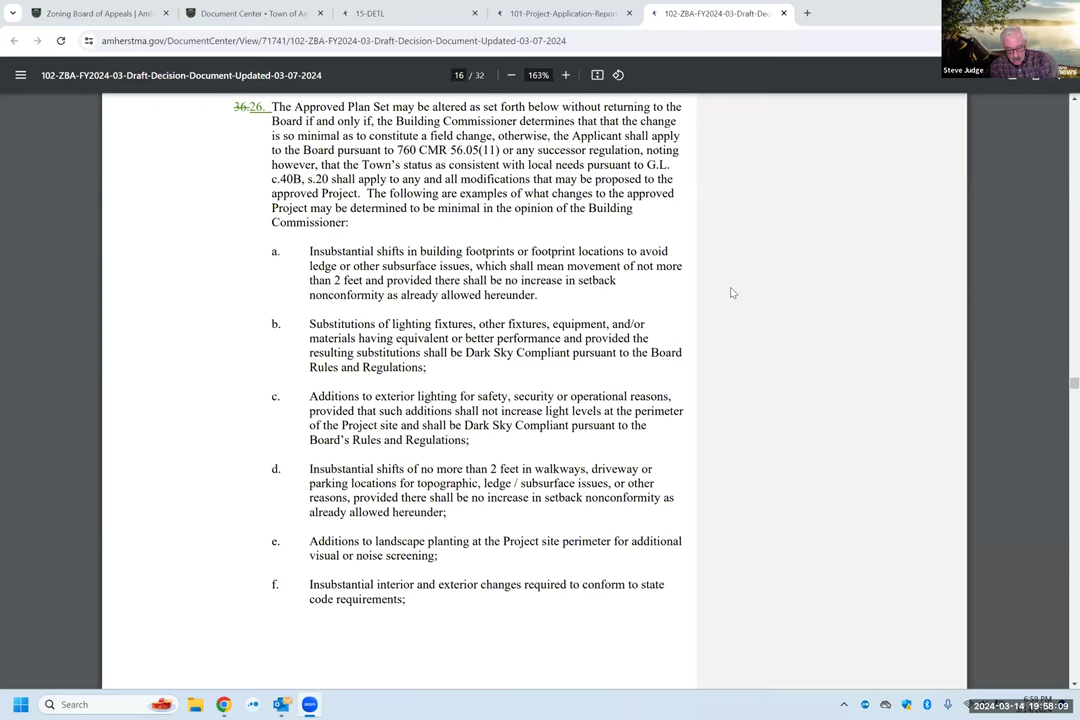 Zoning Board of Appeals | Amh
Document Center • Town of Am
15-DETL
101-Project-Application-Repor
102-ZBA-FY2024-03-Draft-Dec
amherstma.gov/DocumentCenter/View/71741/102-ZBA-FY2024-03-Draft-Decision-Document-Updated-03-07-2024
Steve Judge
news
102-ZBA-FY2024-03-Draft-Decision-Document-Updated-03-07-2024
16 / 32
163%
36.26. The Approved Plan Set may be altered as set forth below without returning to the
Board if and only if, the Building Commissioner determines that that the change
is so minimal as to constitute a field change, otherwise, the Applicant shall apply
to the Board pursuant to 760 CMR 56.05(11) or any successor regulation, noting
however, that the Town's status as consistent with local needs pursuant to G.L.
c.40B, s.20 shall apply to any and all modifications that may be proposed to the
approved Project. The following are examples of what changes to the approved
Project may be determined to be minimal in the opinion of the Building
Commissioner:
a. Insubstantial shifts in building footprints or footprint locations to avoid
ledge or other subsurface issues, which shall mean movement of not more
than 2 feet and provided there shall be no increase in setback
nonconformity as already allowed hereunder.
b. Substitutions of lighting fixtures, other fixtures, equipment, and/or
materials having equivalent or better performance and provided the
resulting substitutions shall be Dark Sky Compliant pursuant to the Board
Rules and Regulations;
c. Additions to exterior lighting for safety, security or operational reasons,
provided that such additions shall not increase light levels at the perimeter
of the Project site and shall be Dark Sky Compliant pursuant to the
Board's Rules and Regulations;
d. Insubstantial shifts of no more than 2 feet in walkways, driveway or
parking locations for topographic, ledge / subsurface issues, or other
reasons, provided there shall be no increase in setback nonconformity as
already allowed hereunder;
e. Additions to landscape planting at the Project site perimeter for additional
visual or noise screening;
f. Insubstantial interior and exterior changes required to conform to state
code requirements;
Search
6:59 PM
2024-03-14 19:58:09